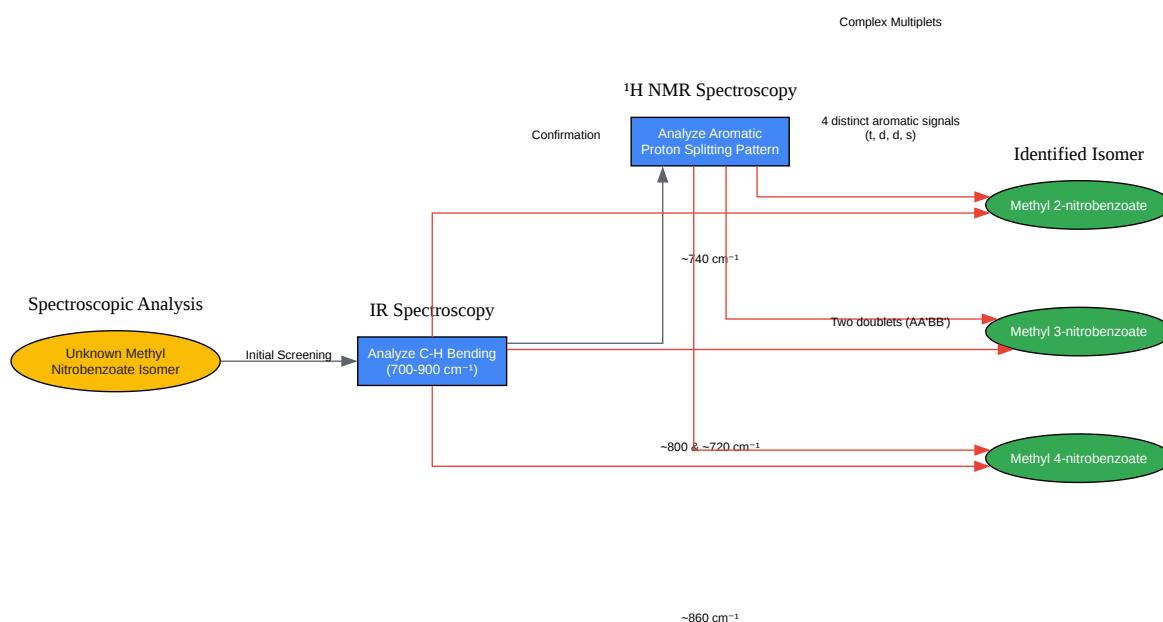 Complex Multiplets
¹H NMR Spectroscopy
Confirmation
Analyze Aromatic
Proton Splitting Pattern
4 distinct aromatic signals
(t, d, d, s)
Identified Isomer
Methyl 2-nitrobenzoate
~740 cm⁻¹
Spectroscopic Analysis
IR Spectroscopy
Two doublets (AA'BB')
Methyl 3-nitrobenzoate
Unknown Methyl
Nitrobenzoate Isomer
Initial Screening
Analyze C-H Bending
(700-900 cm⁻¹)
~800 & ~720 cm⁻¹
Methyl 4-nitrobenzoate
~860 cm⁻¹